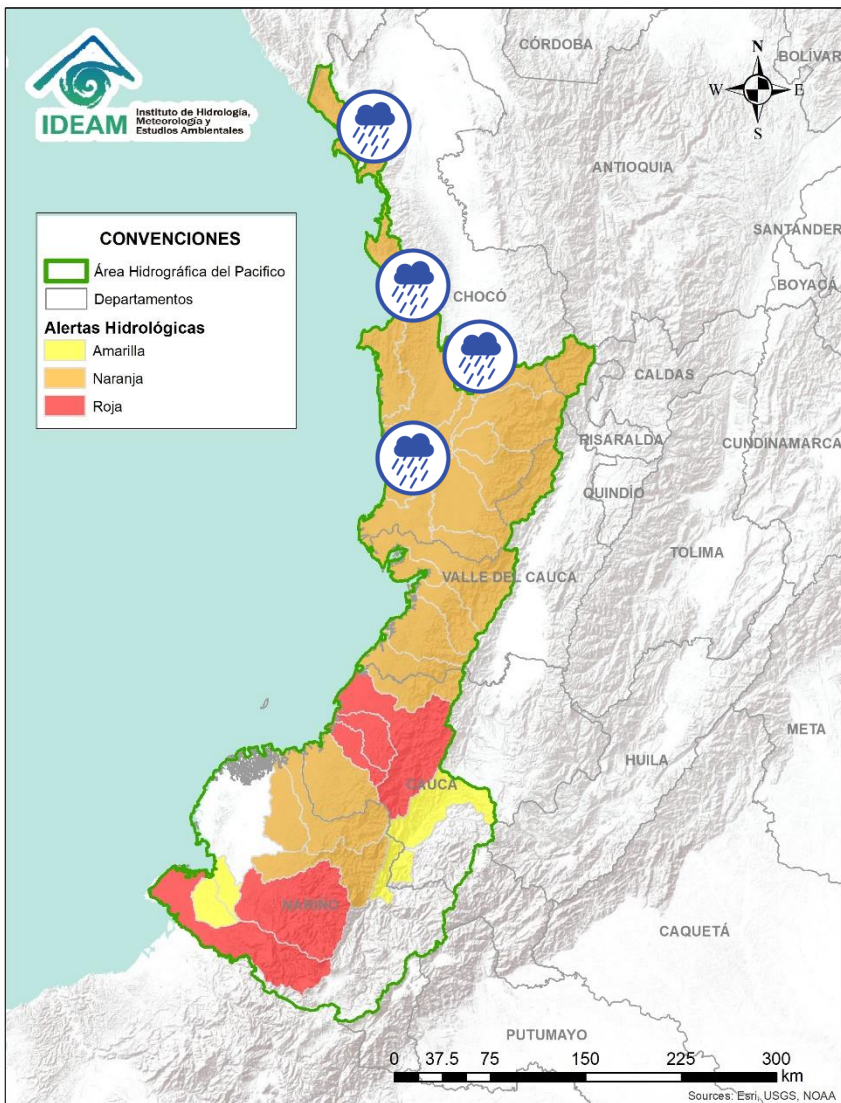 IDEAM
Instituto de Hidrología,
Meteorología y
Estudios Ambientales
CÓRDOBA
BOLÍVAR
N
W
E
S
ANTIOQUIA
SANTANDER
BOYACÁ
CONVENCIONES
Área Hidrográfica del Pacifico
Departamentos
Alertas Hidrológicas
Amarilla
Naranja
Roja
CHOCÓ
CALDAS
RISARALDA
CUNDINAMARCA
QUINDÍO
TOLIMA
VALLE DEL CAUCA
META
HUILA
CAUCA
NARIÑO
CAQUETÁ
PUTUMAYO
0 37.5 75 150 225 300
km
Sources: Esri, USGS, NOAA